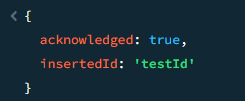 {
acknowledged: true,
insertedId: 'testId'
}